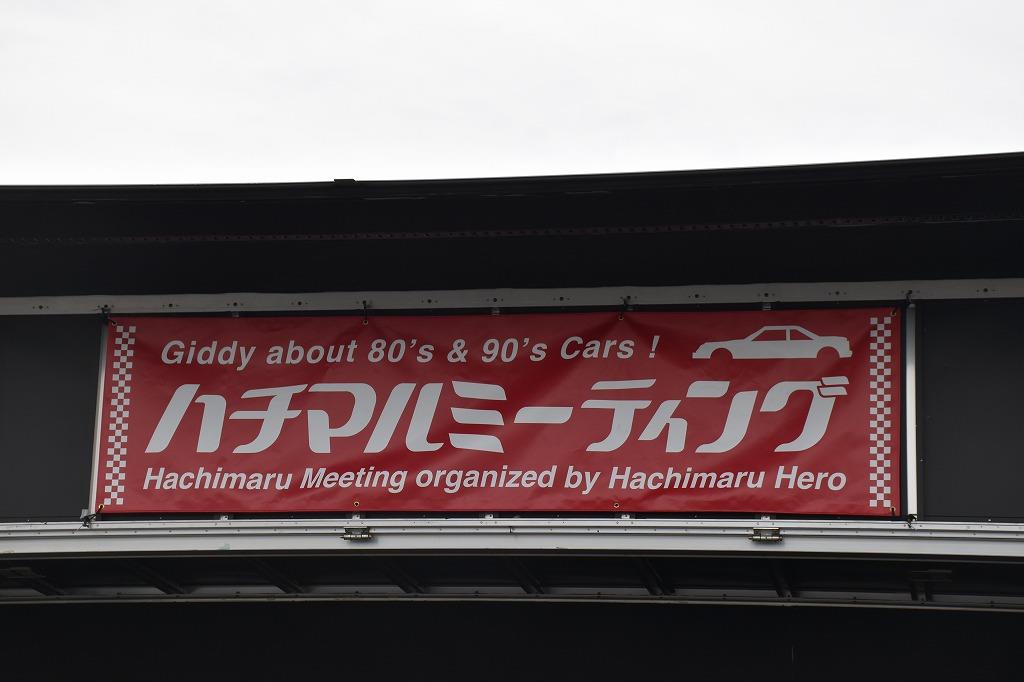 Giddy about 80's & 90's Cars !
ハチマルミーティング
Hachimaru Meeting organized by Hachimaru Hero